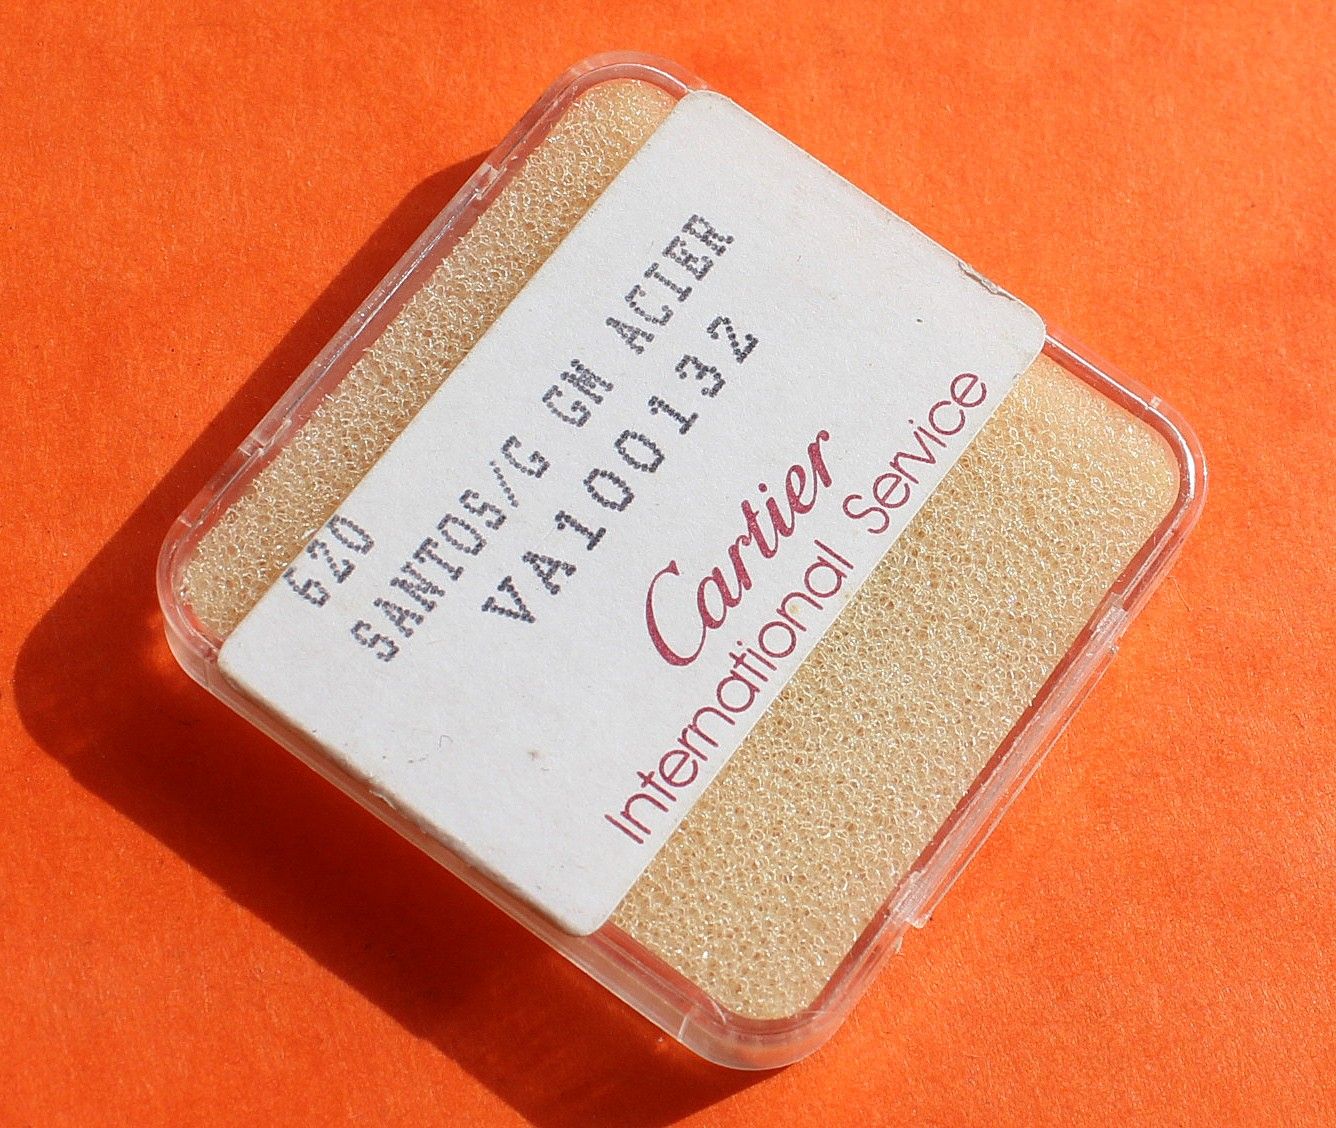 620
SANTOS/G GM ACIER
VA100132
Cartier
International Service